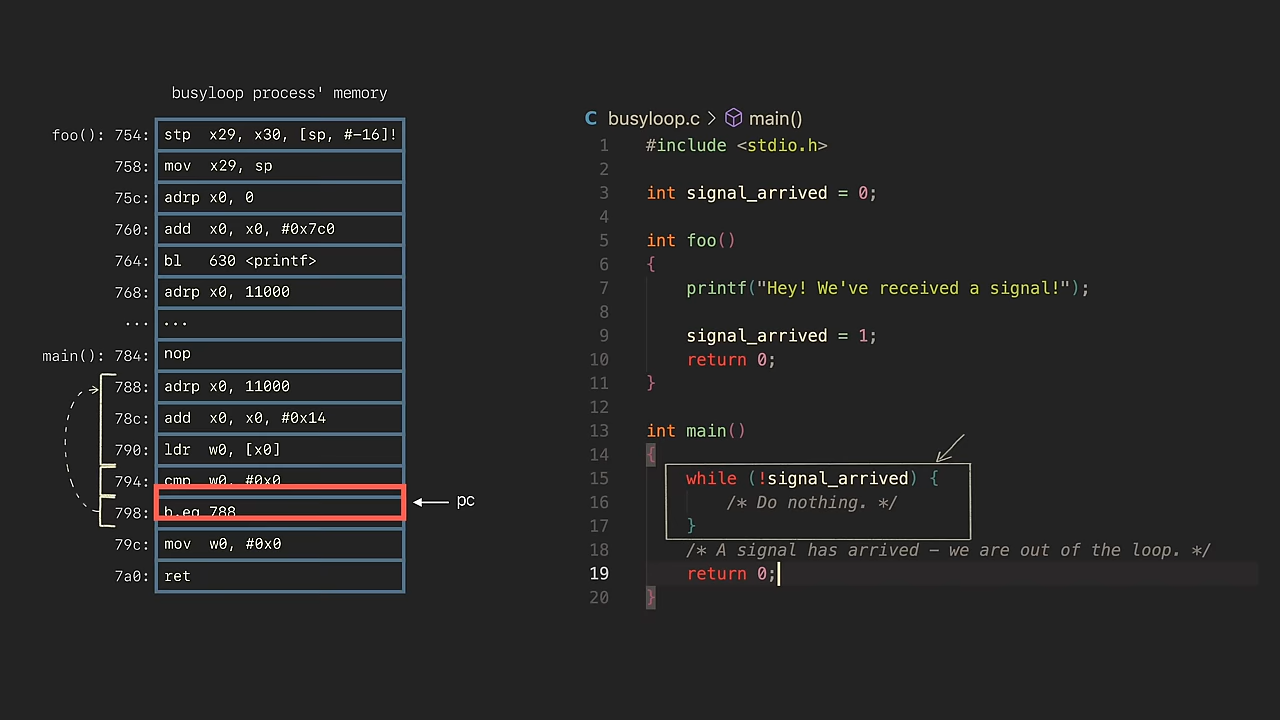 busyloop process' memory
foo(): 754: stp x29, x30, [sp, #-16]!
758: mov x29, sp
75c: adrp x0, 0
760: add x0, x0, #0x7c0
764: bl 630 <printf>
768: adrp x0, 11000
... ...
main(): 784: nop
788: adrp x0, 11000
78c: add x0, x0, #0x14
790: ldr w0, [x0]
794: cmp w0, #0x0
798: b.eq 788
79c: mov w0, #0x0
7a0: ret
pc
C busyloop.c > main()
1 #include <stdio.h>
2
3 int signal_arrived = 0;
4
5 int foo()
6 {
7 printf("Hey! We've received a signal!");
8
9 signal_arrived = 1;
10 return 0;
11 }
12
13 int main()
14 {
15 while (!signal_arrived) {
16 /* Do nothing. */
17 }
18 /* A signal has arrived – we are out of the loop. */
19 return 0;
20 }